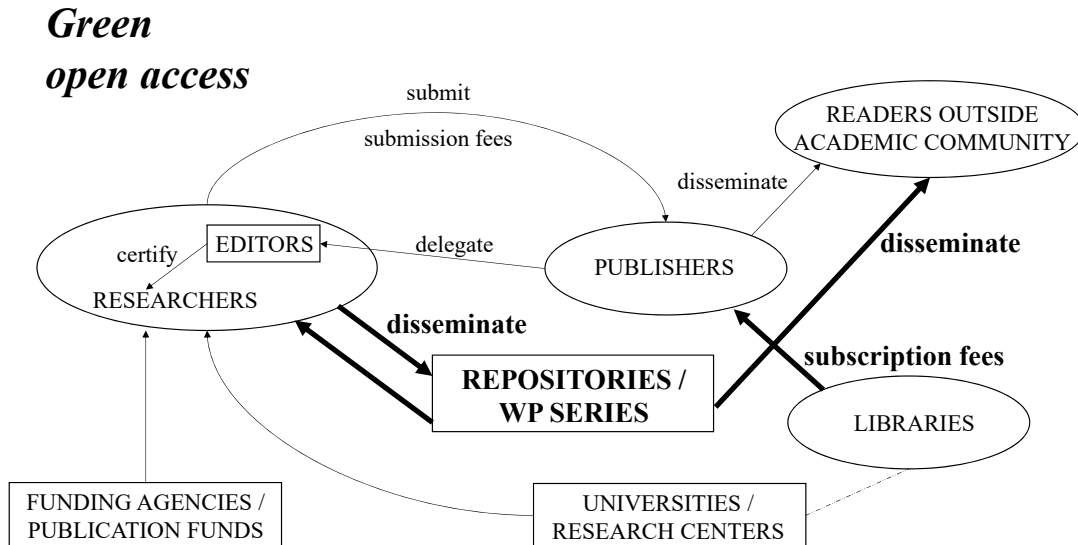 Green
open access
submit
submission fees
READERS OUTSIDE
ACADEMIC COMMUNITY
disseminate
disseminate
EDITORS
certify
delegate
PUBLISHERS
RESEARCHERS
disseminate
subscription fees
REPOSITORIES /
WP SERIES
LIBRARIES
FUNDING AGENCIES /
PUBLICATION FUNDS
UNIVERSITIES /
RESEARCH CENTERS